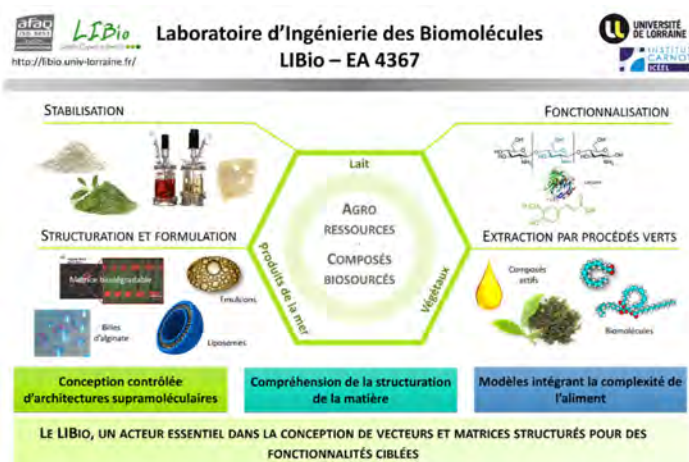 afaq
ISO 9001
LIBio
http://libio.univ-lorraine.fr/
Laboratoire d'Ingénierie des Biomolécules
LIBio – EA 4367
UNIVERSITÉ
DE LORRAINE
INSTITUT
CARNOT
ICÉEL
STABILISATION
FONCTIONNALISATION
Lait
AGRO
RESSOURCES
-
COMPOSÉS
BIOSOURCÉS
Produits de la mer
Végétaux
STRUCTURATION ET FORMULATION
Matrice biodégradable
Emulsions
Billes
d'alginate
Liposomes
EXTRACTION PAR PROCÉDÉS VERTS
Composés actifs
Biomolécules
Conception contrôlée
d'architectures supramoléculaires
Compréhension de la structuration
de la matière
Modèles intégrant la complexité de
l'aliment
LE LIBIO, UN ACTEUR ESSENTIEL DANS LA CONCEPTION DE VECTEURS ET MATRICES STRUCTURÉS POUR DES
FONCTIONNALITÉS CIBLÉES